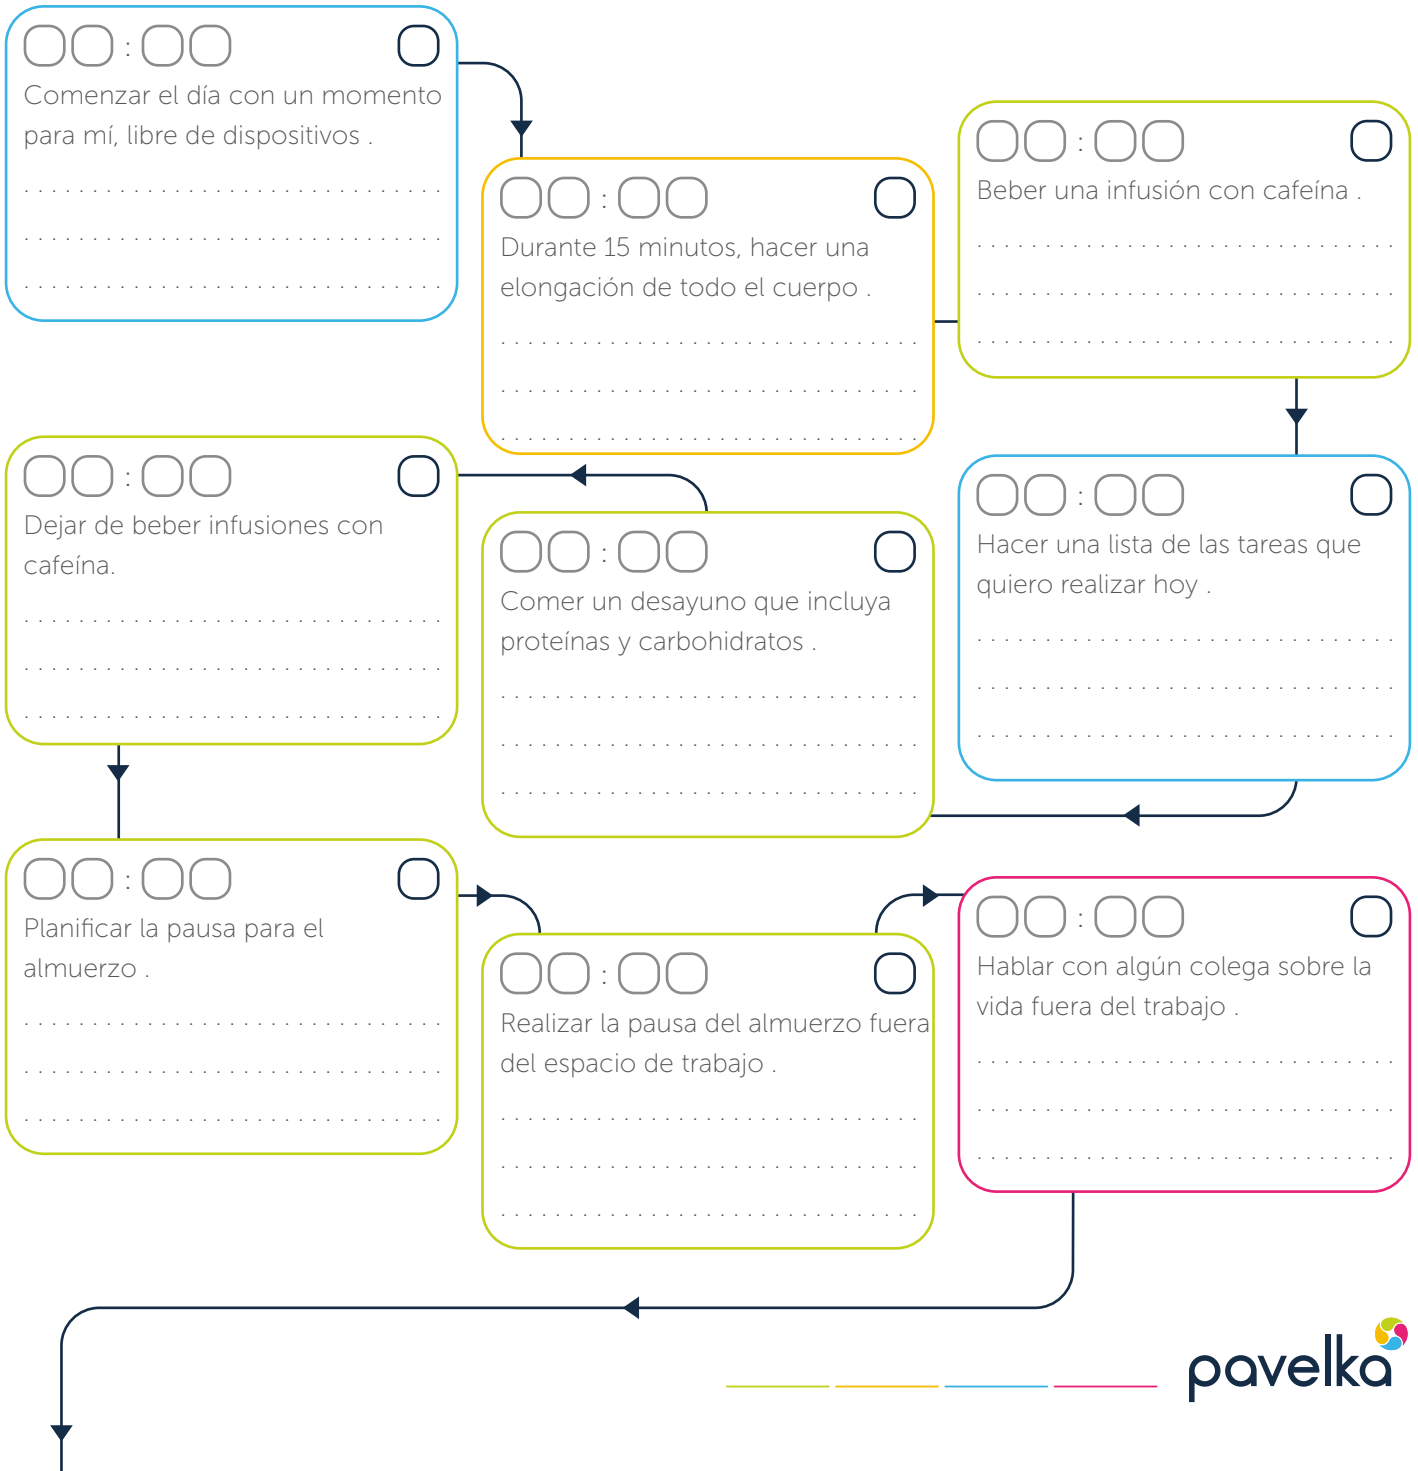 :
Comenzar el día con un momento
para mí, libre de dispositivos .
:
Durante 15 minutos, hacer una
elongación de todo el cuerpo .
:
Beber una infusión con cafeína .
:
Hacer una lista de las tareas que
quiero realizar hoy .
:
Comer un desayuno que incluya
proteínas y carbohidratos .
:
Dejar de beber infusiones con
cafeína.
:
Planificar la pausa para el
almuerzo .
:
Realizar la pausa del almuerzo fuera
del espacio de trabajo .
:
Hablar con algún colega sobre la
vida fuera del trabajo .
pavelka